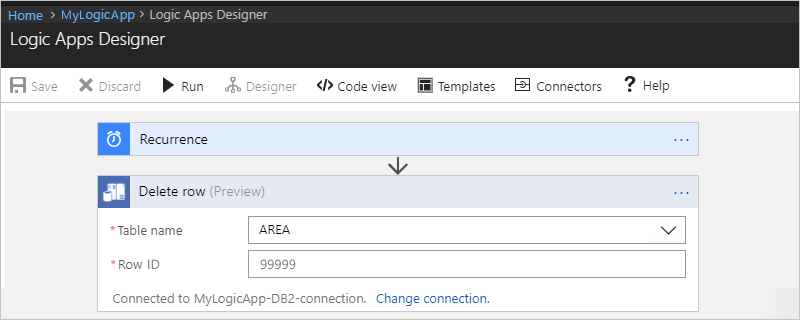 Home > MyLogicApp > Logic Apps Designer
Logic Apps Designer
Save Discard Run Designer </> Code view Templates Connectors ? Help
Recurrence ...
Delete row (Preview) ...
*Table name AREA
*Row ID 99999
Connected to MyLogicApp-DB2-connection. Change connection.